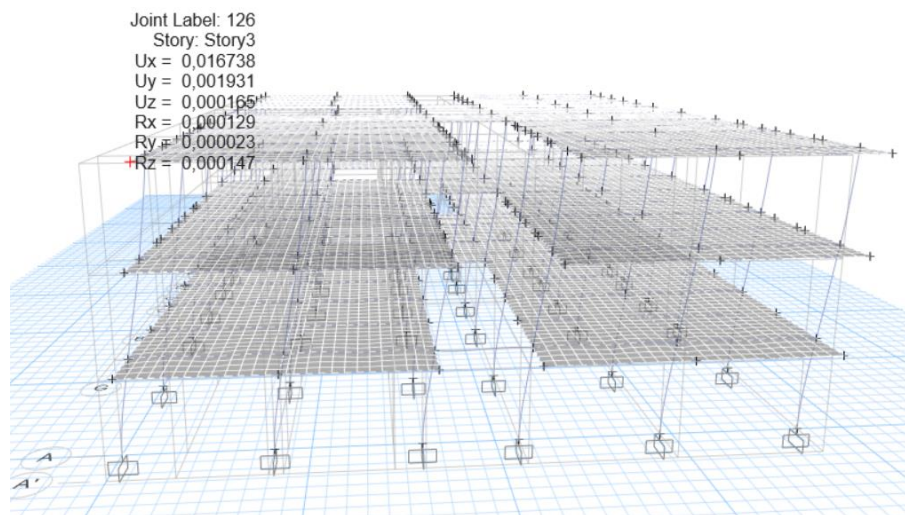 Joint Label: 126
Story: Story3
Ux = 0,016738
Uy = 0,001931
Uz = 0,000165
Rx = 0,000129
Ry = 0,000023
Rz = 0,000147
G
A
A'